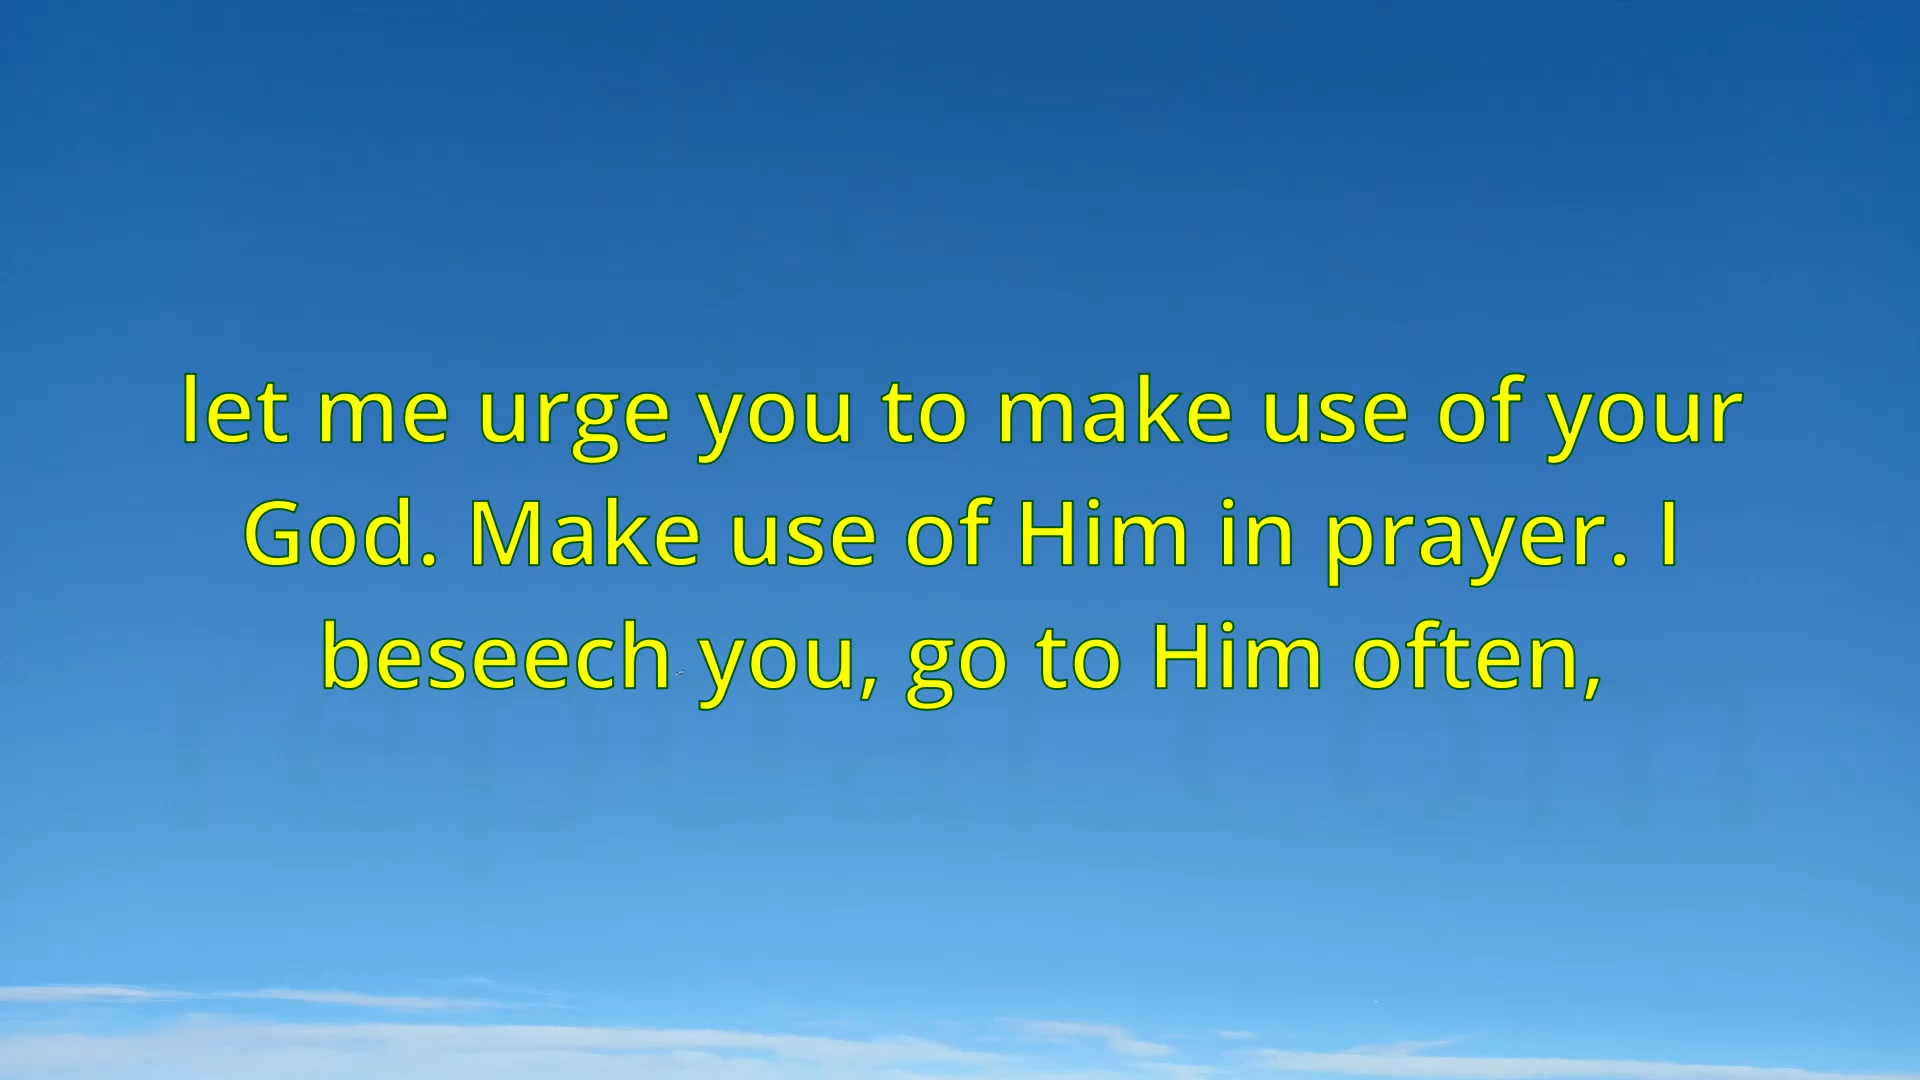 let me urge you to make use of your
God. Make use of Him in prayer. I
beseech you, go to Him often,